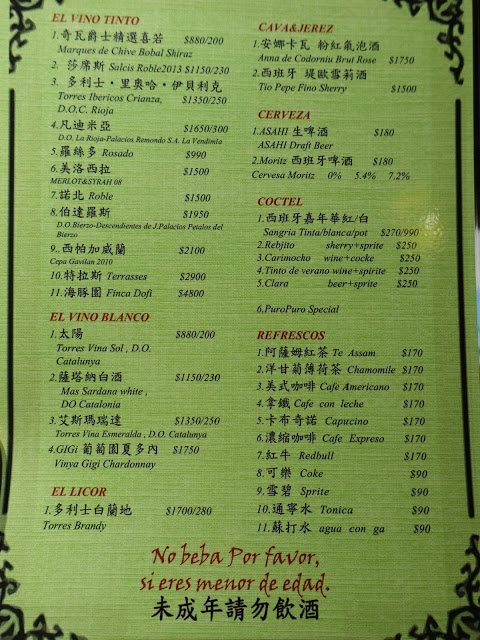 EL VINO TINTO
1.奇瓦爵士精選喜若 $880/200
Marques de Chive Bobal Shiraz
2. 莎席斯 Salcis Roble2013 $1150/230
3. 多利士·里奧哈·伊貝利克
Torres Ibericos Crianza, $1350/250
D.O.C. Rioja
4.凡迪米亞 $1650/300
D.O. La Rioja-Palacios Remondo S.A. La Vendimia
5.羅絲多 Rosado $990
6.美洛西拉 $1500
MERLOT&SYRAH 08
7.諾北 Roble $1500
8.伯達羅斯 $1950
D.O.Bierzo-Descendientes de J.Palacios Petalos del
Bierzo
9.西帕加威蘭 $2100
Cepa Gavilan 2010
10.特拉斯 Terrasses $2900
11.海豚園 Finca Dofi $4800
EL VINO BLANCO
1.太陽 $880/200
Torres Vina Sol , D.O.
Catalunya
2.薩塔納白酒 $1150/230
Mas Sardana white ,
DO Catalonia
3.艾斯瑪瑞達 $1350/250
Torres Vina Esmeralda , D.O. Catalunya
4.GIGi 葡萄園夏多內 $1750
Vinya Gigi Chardonnay
EL LICOR
1.多利士白蘭地 $1700/280
Torres Brandy
CAVA&JEREZ
1.安娜卡瓦 粉紅氣泡酒
Anna de Codorniu Brut Rose $1750
2.西班牙 堤歐雪莉酒
Tio Pepe Fino Sherry $1500
CERVEZA
1.ASAHI 生啤酒 $180
ASAHI Draft Beer
2.Moritz 西班牙啤酒 $180
Cervesa Moritz 0% 5.4% 7.2%
COCTEL
1.西班牙嘉年華紅/白
Sangria Tinta/blanca/pot $270/990
2.Rebjito sherry+sprite $250
3.Carimocho wine+cocke $250
4.Tinto de verano wine+spirite $250
5.Clara beer+sprite $250
6.PuroPuro Special
REFRESCOS
1.阿薩姆紅茶 Te Assam $170
2.洋甘菊薄荷茶 Chamomile $170
3.美式咖啡 Cafe Americano $170
4.拿鐵 Cafe con leche $170
5.卡布奇諾 Capuzino $170
6.濃縮咖啡 Cafe Expreso $170
7.紅牛 Redbull $170
8.可樂 Coke $90
9.雪碧 Sprite $90
10.通寧水 Tonica $90
11.蘇打水 agua con ga $90
No beba Por favor,
si eres menor de edad.
未成年請勿飲酒